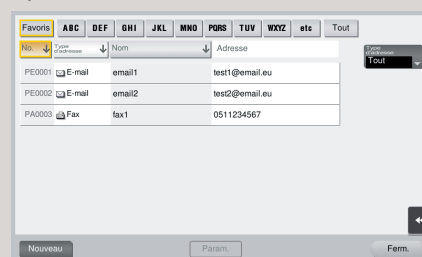 Favoris ABC DEF GHI JKL MNO PQRS TUV WXYZ etc Tout
No. Type d'adresse Nom Adresse
Type d'adresse
Tout
PE0001 E-mail email1 test1@email.eu
PE0002 E-mail email2 test2@email.eu
PA0003 Fax fax1 0511234567
Nouveau Param. Ferm.